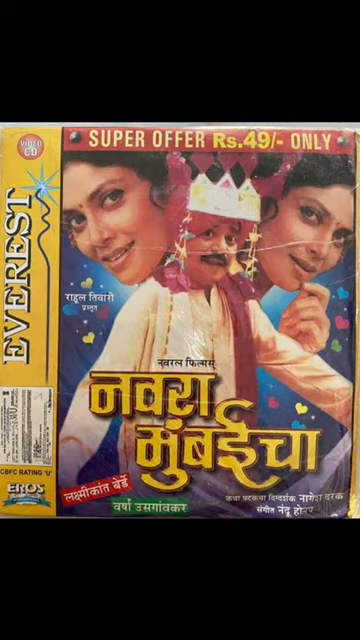 VIDEO
CD
SUPER OFFER Rs.49/- ONLY
EVEREST
राहुल तिवारी
प्रस्तुत
नवरत्न फिल्मस्
नवरा
मुंबईचा
CBFC RATING 'U'
EROS
लक्ष्मीकांत बेर्डे
वर्षा उसगांवकर
कथा पटकथा दिग्दर्शक नागेश दरक
संगीत नंदू होनप